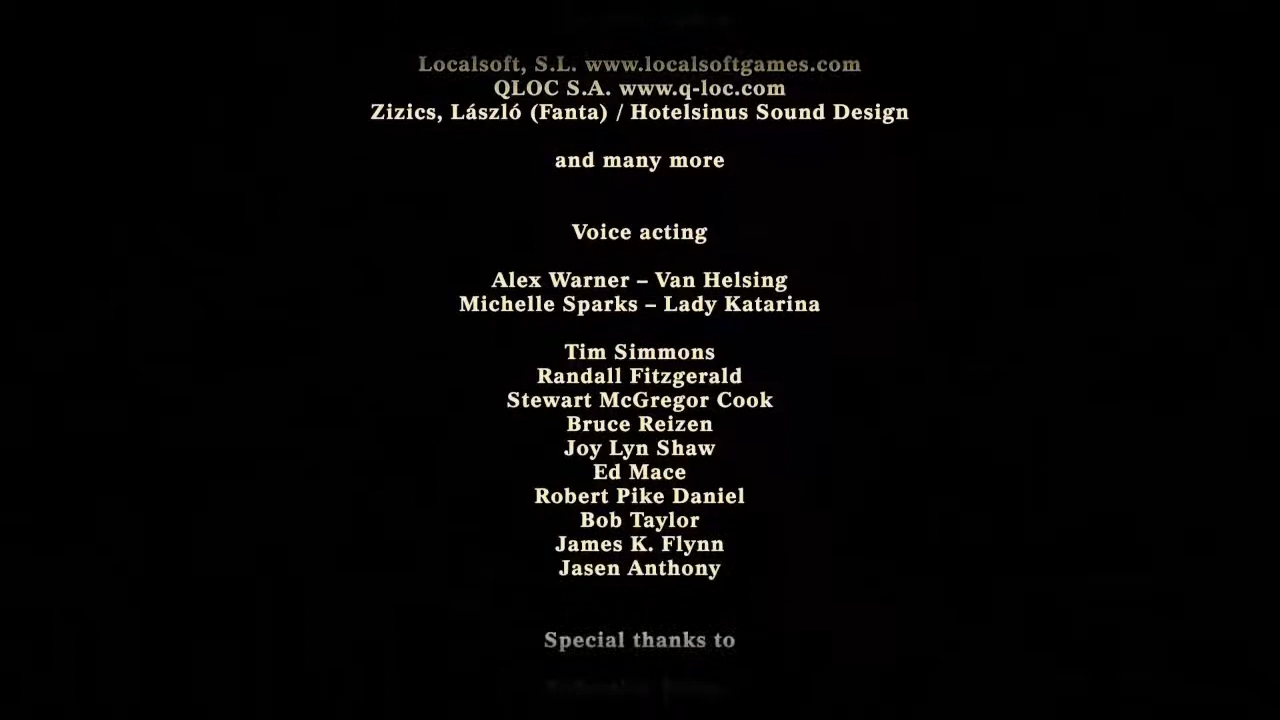 Localsoft, S.L. www.localsoftgames.com
QLOC S.A. www.q-loc.com
Zizics, László (Fanta) / Hotelsinus Sound Design
and many more
Voice acting
Alex Warner – Van Helsing
Michelle Sparks – Lady Katarina
Tim Simmons
Randall Fitzgerald
Stewart McGregor Cook
Bruce Reizen
Joy Lyn Shaw
Ed Mace
Robert Pike Daniel
Bob Taylor
James K. Flynn
Jasen Anthony
Special thanks to